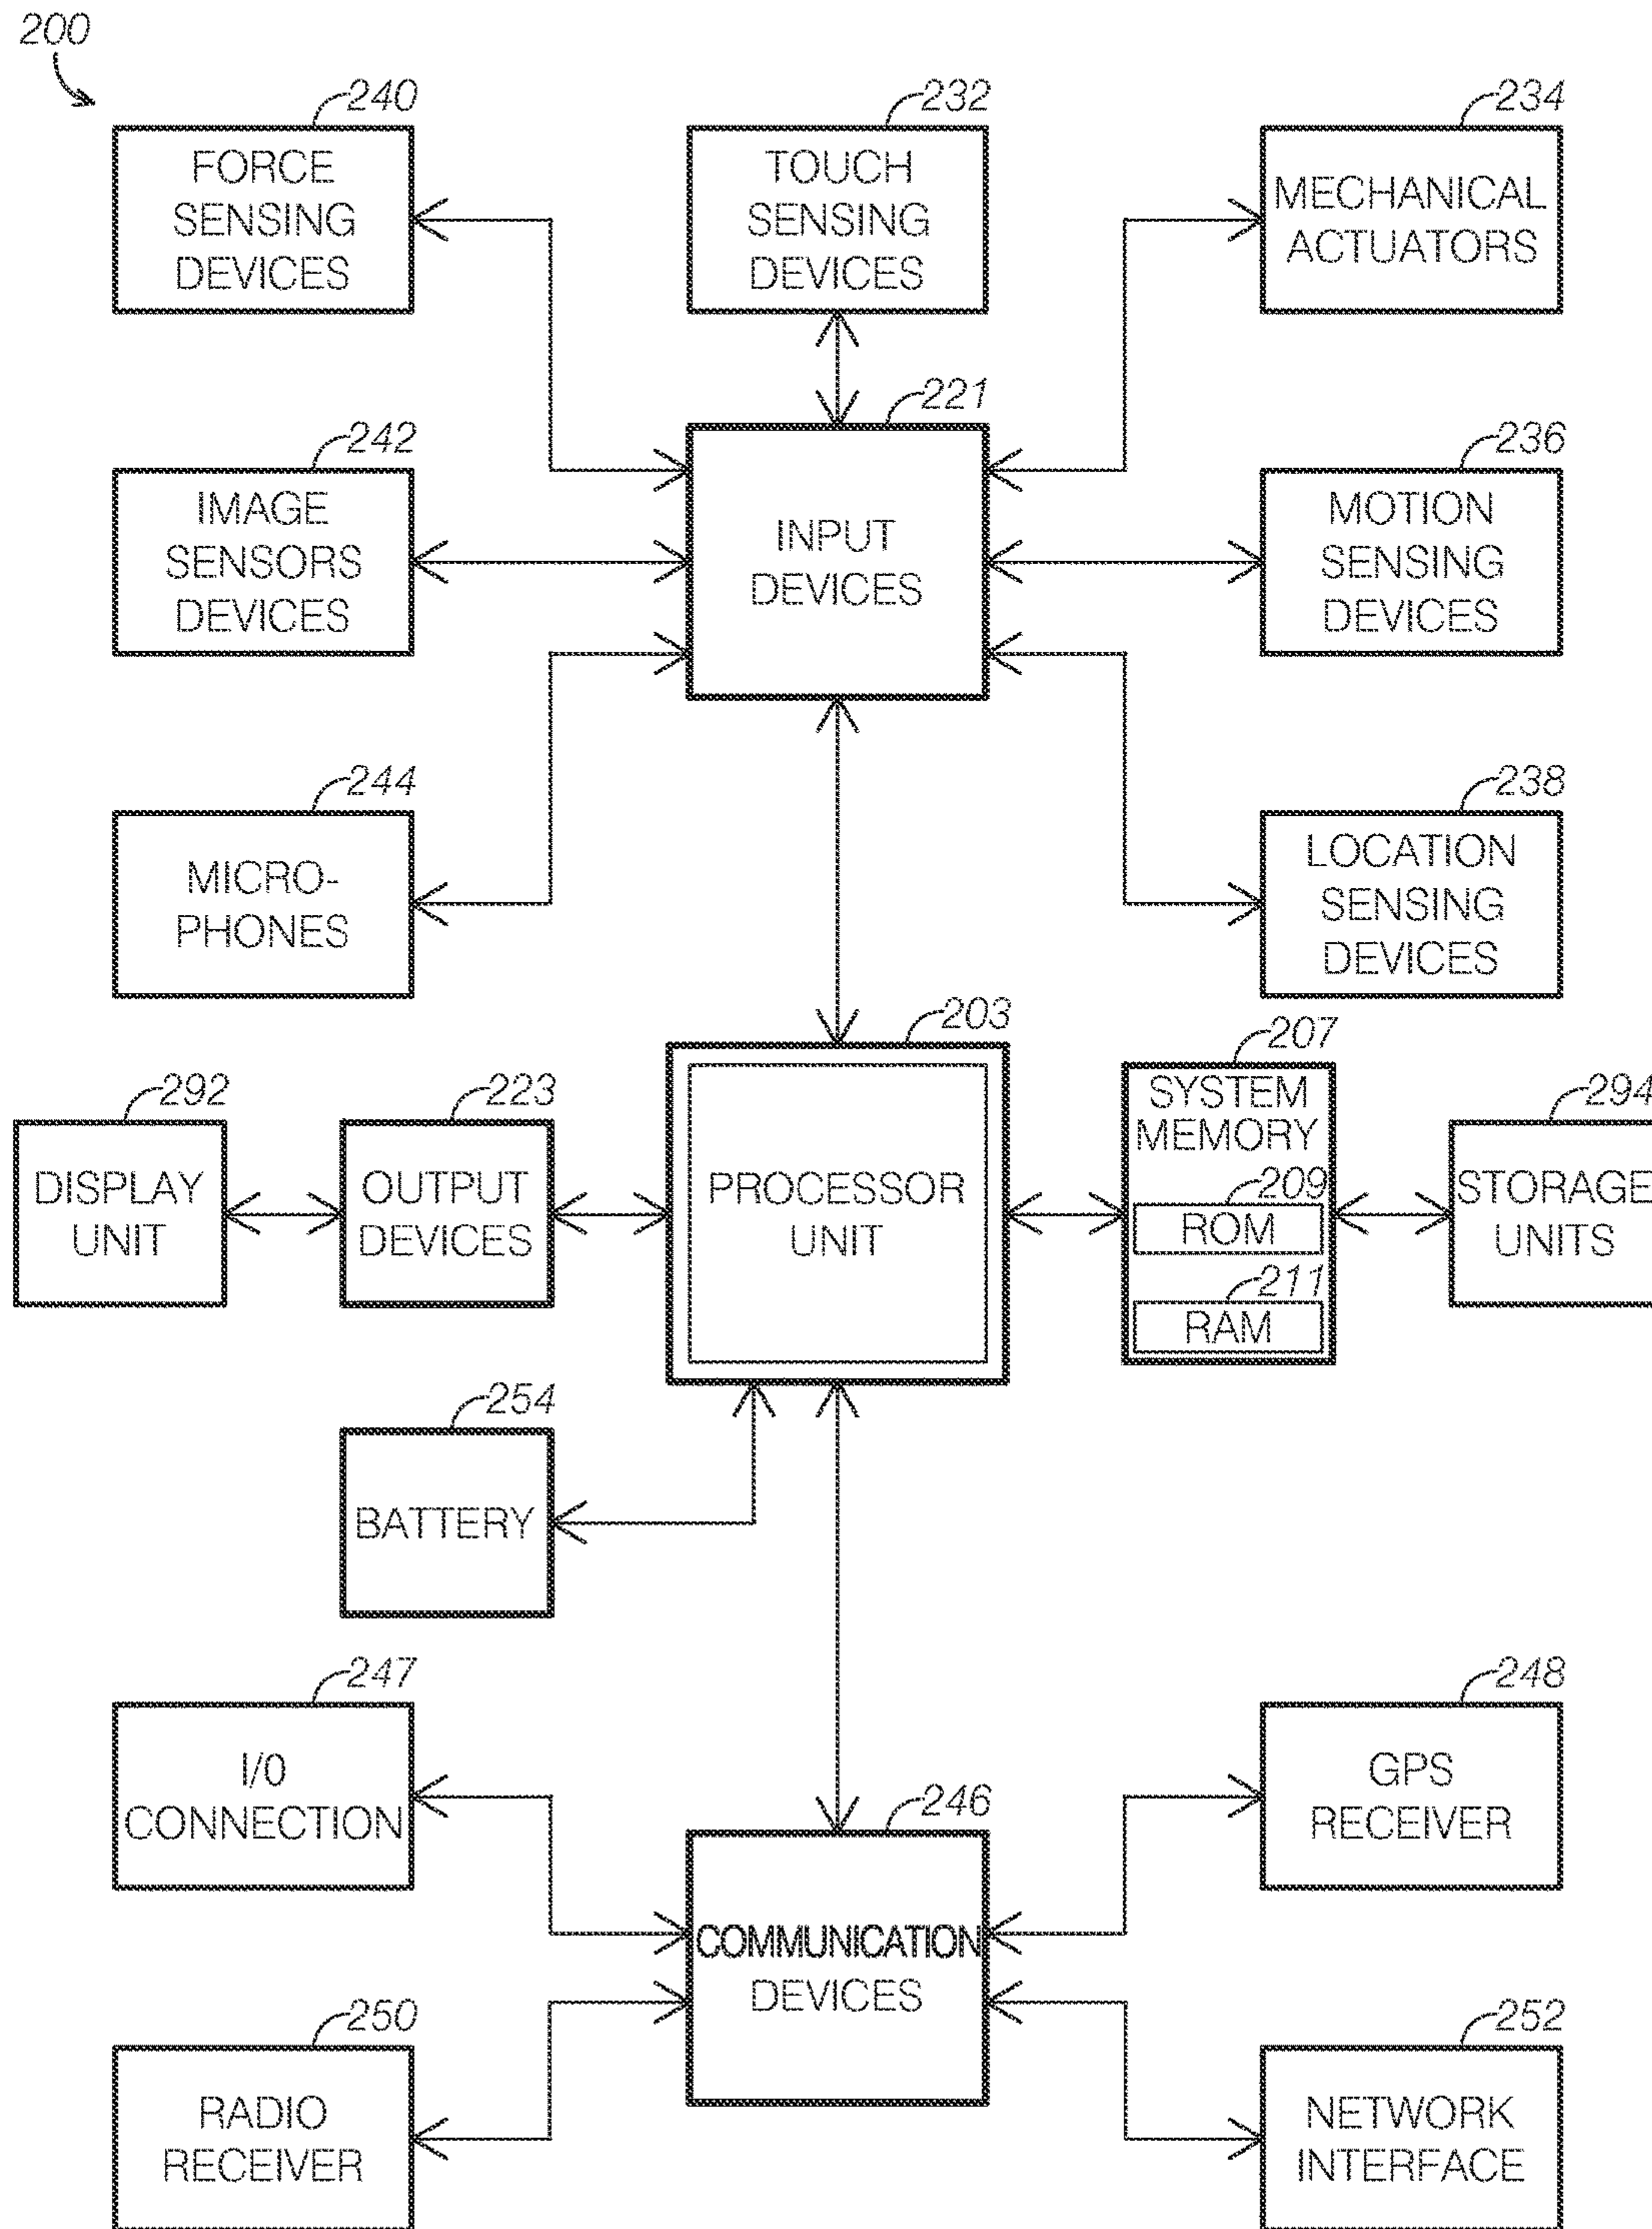 200
240
FORCE
SENSING
DEVICES
232
TOUCH
SENSING
DEVICES
234
MECHANICAL
ACTUATORS
221
INPUT
DEVICES
242
IMAGE
SENSORS
DEVICES
236
MOTION
SENSING
DEVICES
244
MICRO-
PHONES
238
LOCATION
SENSING
DEVICES
292
DISPLAY
UNIT
223
OUTPUT
DEVICES
203
PROCESSOR
UNIT
207
SYSTEM
MEMORY
209
ROM
211
RAM
294
STORAGE
UNITS
254
BATTERY
247
I/0
CONNECTION
246
COMMUNICATION
DEVICES
248
GPS
RECEIVER
250
RADIO
RECEIVER
252
NETWORK
INTERFACE